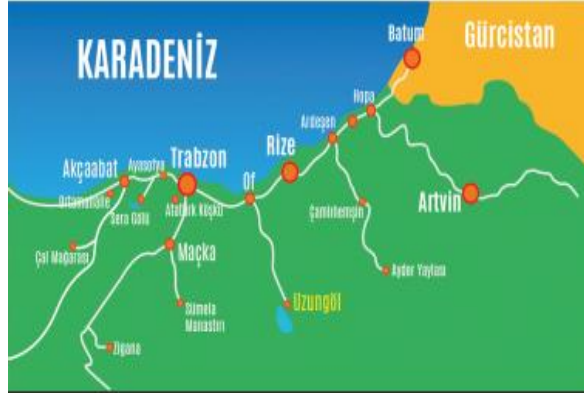 KARADENİZ
Gürcistan
Batum
Hopa
Ardeşen
Rize
Of
Trabzon
Ayasofya
Akçaabat
Ortamahalle
Sera Gölü
Atatürk Köşkü
Çamlıhemşin
Artvin
Çal Mağarası
Maçka
Ayder Yaylası
Sümela
Manastırı
Uzungöl
Zigana